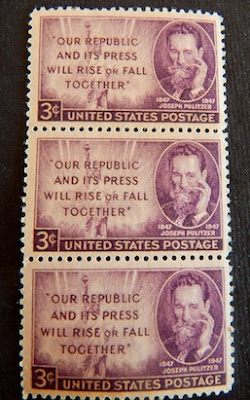 "OUR REPUBLIC
AND ITS PRESS
WILL RISE OR FALL
TOGETHER"
1847 1947
JOSEPH PULITZER
3¢ UNITED STATES POSTAGE
"OUR REPUBLIC
AND ITS PRESS
WILL RISE OR FALL
TOGETHER"
1847 1947
JOSEPH PULITZER
3¢ UNITED STATES POSTAGE
"OUR REPUBLIC
AND ITS PRESS
WILL RISE OR FALL
TOGETHER"
1847 1947
JOSEPH PULITZER
3¢ UNITED STATES POSTAGE